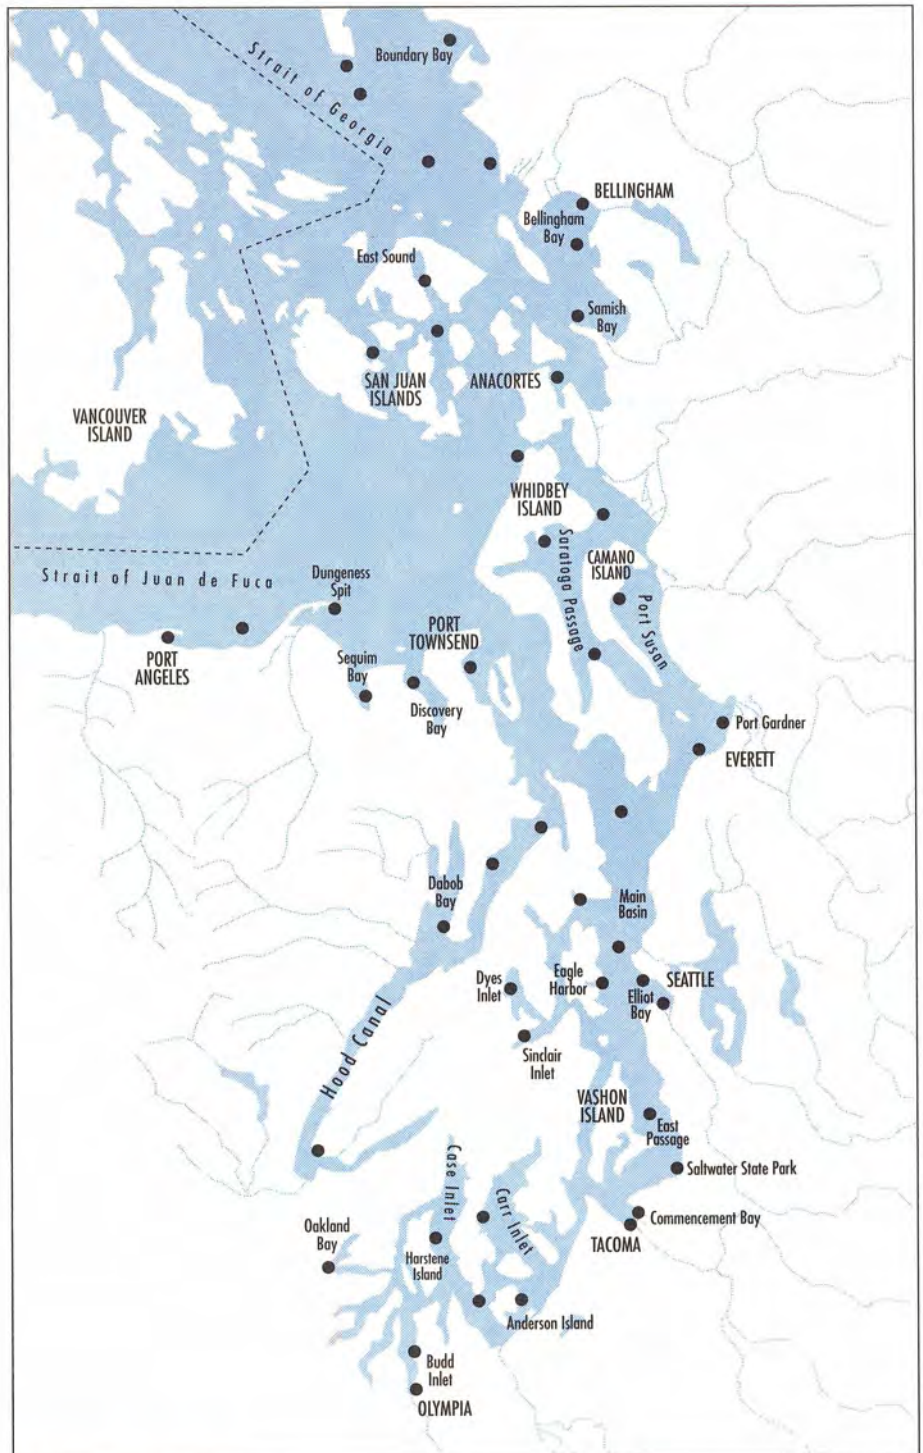 Boundary Bay
Strait of Georgia
BELLINGHAM
Bellingham
Bay
East Sound
Samish
Bay
SAN JUAN
ISLANDS
ANACORTES
VANCOUVER
ISLAND
WHIDBEY
ISLAND
Saratoga Passage
CAMANO
ISLAND
Port Susan
Strait of Juan de Fuca
Dungeness
Spit
PORT
TOWNSEND
PORT
ANGELES
Sequim
Bay
Discovery
Bay
Port Gardner
EVERETT
Dabob
Bay
Main
Basin
Dyes
Inlet
Eagle
Harbor
SEATTLE
Elliot
Bay
Hood Canal
Sinclair
Inlet
VASHON
ISLAND
East
Passage
Saltwater State Park
Case Inlet
Carr Inlet
Commencement Bay
TACOMA
Oakland
Bay
Harstene
Island
Anderson Island
Budd
Inlet
OLYMPIA